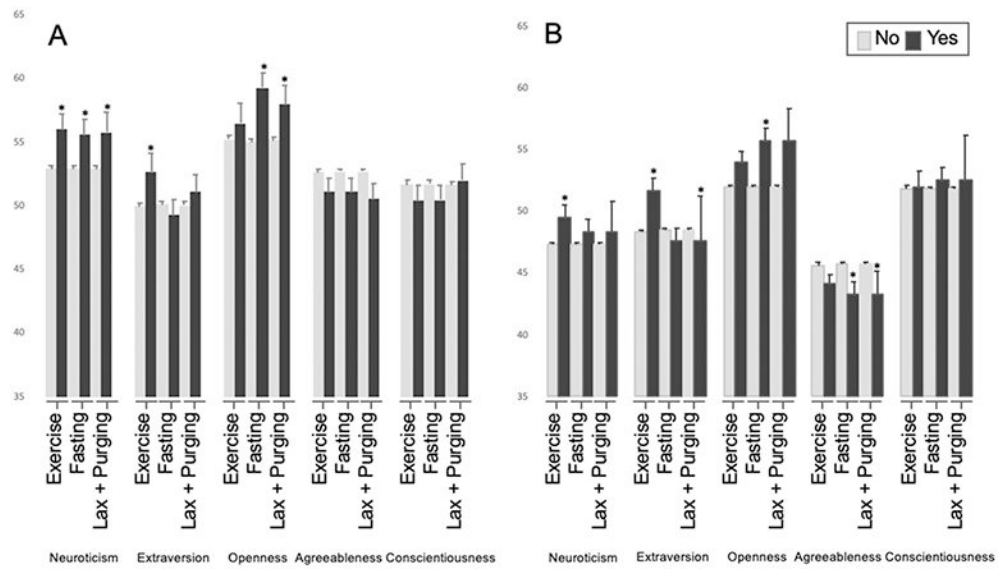 A
65
60
55
50
45
40
35
*
*
*
*
*
*
Exercise
Fasting
Lax + Purging
Exercise
Fasting
Lax + Purging
Exercise
Fasting
Lax + Purging
Exercise
Fasting
Lax + Purging
Exercise
Fasting
Lax + Purging
Neuroticism
Extraversion
Openness
Agreeableness
Conscientiousness
B
No
Yes
65
60
55
50
45
40
35
*
*
*
*
*
*
Exercise
Fasting
Lax + Purging
Exercise
Fasting
Lax + Purging
Exercise
Fasting
Lax + Purging
Exercise
Fasting
Lax + Purging
Exercise
Fasting
Lax + Purging
Neuroticism
Extraversion
Openness
Agreeableness
Conscientiousness